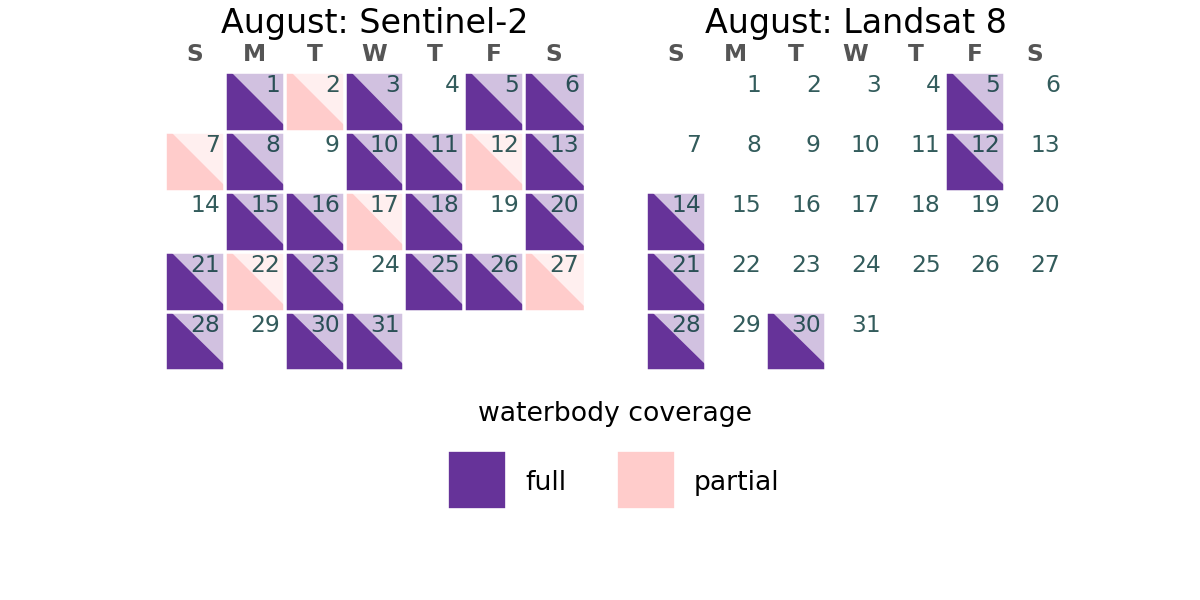 August: Sentinel-2
S M T W T F S
1 2 3 4 5 6
7 8 9 10 11 12 13
14 15 16 17 18 19 20
21 22 23 24 25 26 27
28 29 30 31
August: Landsat 8
S M T W T F S
1 2 3 4 5 6
7 8 9 10 11 12 13
14 15 16 17 18 19 20
21 22 23 24 25 26 27
28 29 30 31
waterbody coverage
full partial